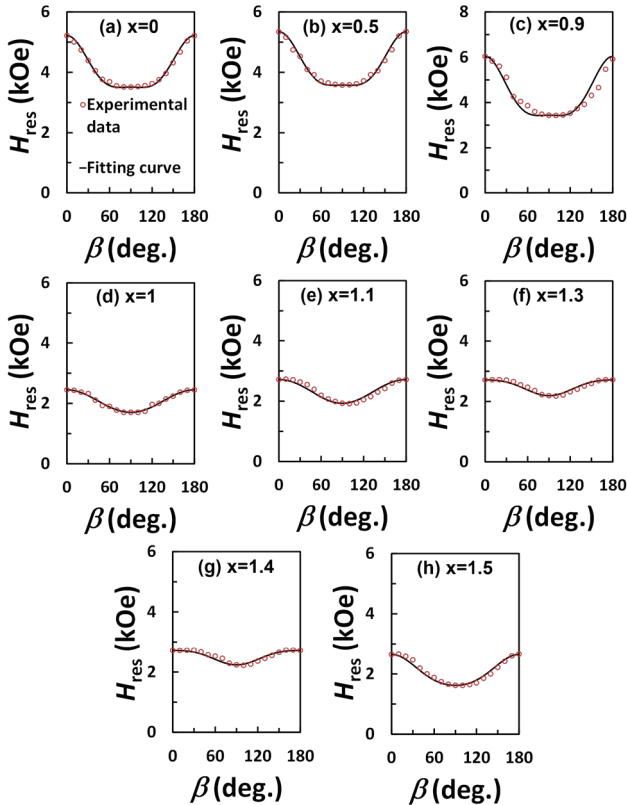 (a) x=0
6
4
2
0
H_res (kOe)
Experimental
data
Fitting curve
0 60 120 180
β (deg.)
(b) x=0.5
6
4
2
0
H_res (kOe)
0 60 120 180
β (deg.)
(c) x=0.9
8
6
4
2
0
H_res (kOe)
0 60 120 180
β (deg.)
(d) x=1
6
4
2
0
H_res (kOe)
0 60 120 180
β (deg.)
(e) x=1.1
6
4
2
0
H_res (kOe)
0 60 120 180
β (deg.)
(f) x=1.3
6
4
2
0
H_res (kOe)
0 60 120 180
β (deg.)
(g) x=1.4
6
4
2
0
H_res (kOe)
0 60 120 180
β (deg.)
(h) x=1.5
6
4
2
0
H_res (kOe)
0 60 120 180
β (deg.)